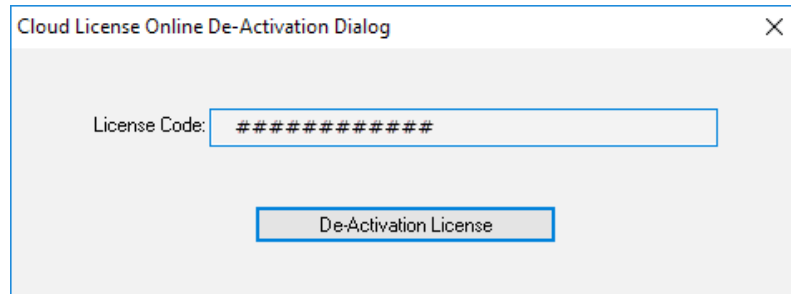 Cloud License Online De-Activation Dialog
License Code: ############
De-Activation License